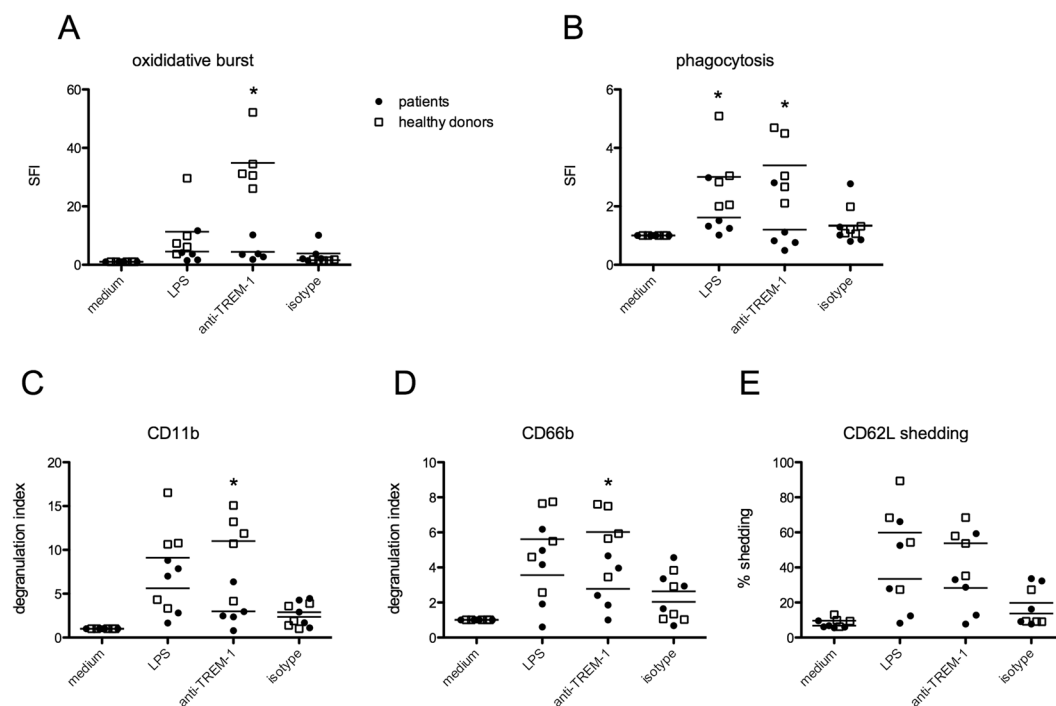 A
oxididative burst
SFI
60
40
20
0
*
medium
LPS
anti-TREM-1
isotype
patients
healthy donors
B
phagocytosis
SFI
6
4
2
0
*
*
medium
LPS
anti-TREM-1
isotype
C
CD11b
degranulation index
20
15
10
5
0
*
medium
LPS
anti-TREM-1
isotype
D
CD66b
degranulation index
10
8
6
4
2
0
*
medium
LPS
anti-TREM-1
isotype
E
CD62L shedding
% shedding
100
80
60
40
20
0
medium
LPS
anti-TREM-1
isotype